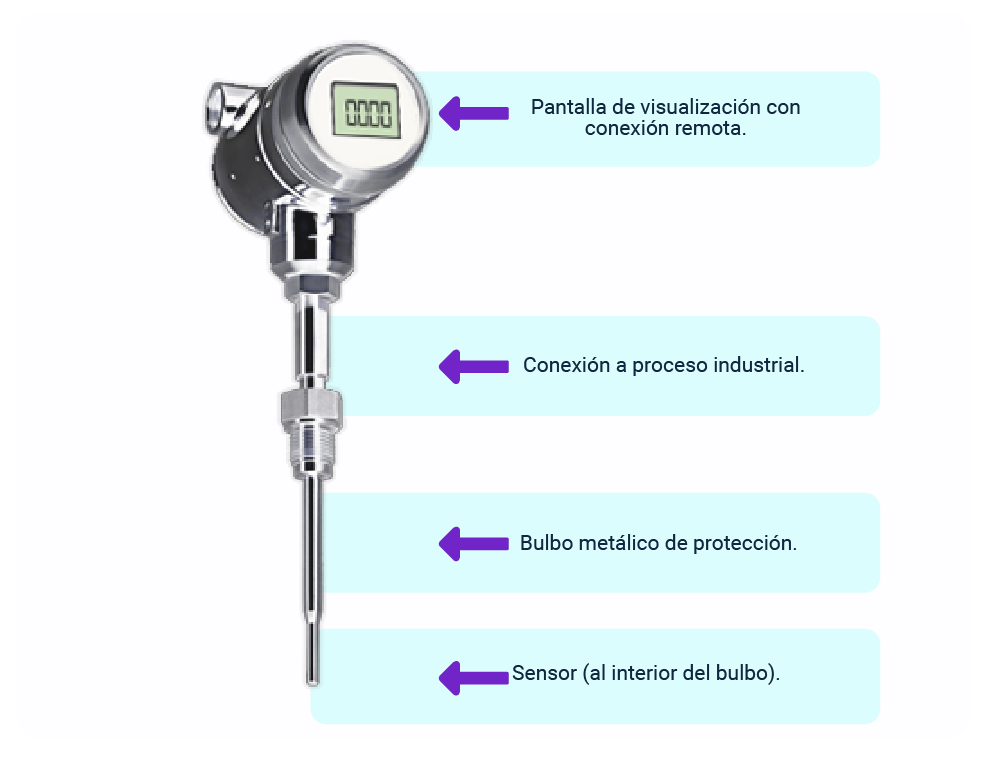 0000
Pantalla de visualización con
conexión remota.
Conexión a proceso industrial.
Bulbo metálico de protección.
Sensor (al interior del bulbo).